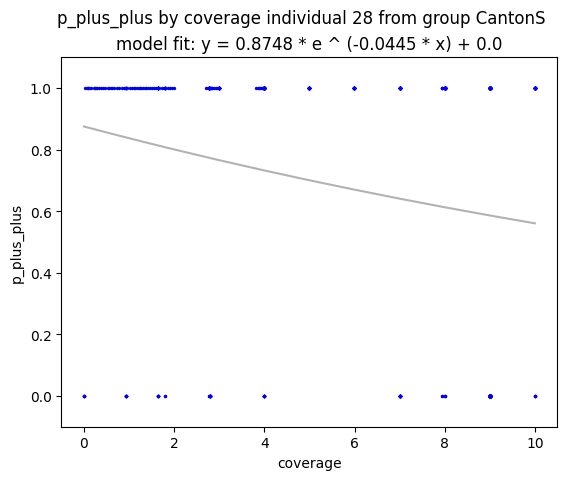 p_plus_plus by coverage individual 28 from group CantonS
model fit: y = 0.8748 * e ^ (-0.0445 * x) + 0.0
1.0
0.8
0.6
0.4
0.2
0.0
p_plus_plus
0 2 4 6 8 10
coverage